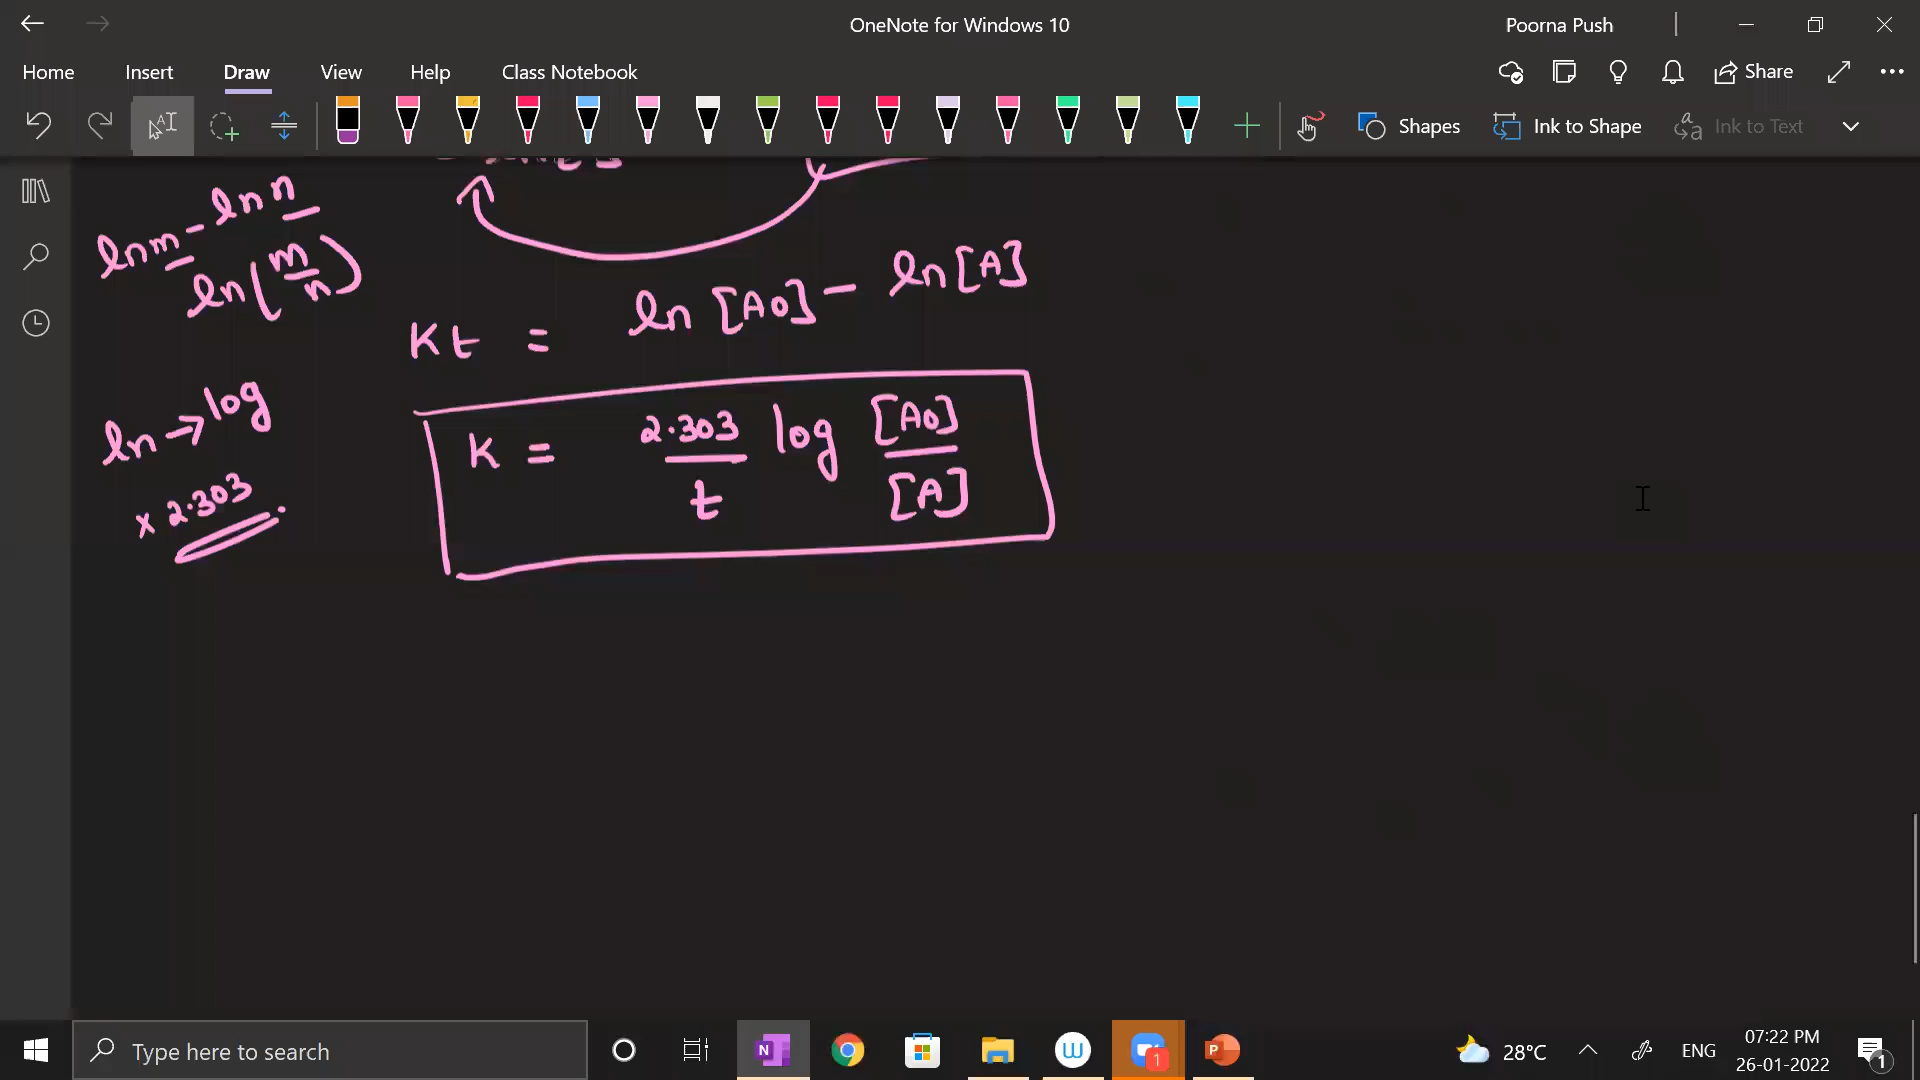 OneNote for Windows 10
Poorna Push
Home Insert Draw View Help Class Notebook
Share
Shapes
Ink to Shape
Ink to Text
ln m - ln n
ln (m/n)
Kt = ln [A0] - ln [A]
ln → log
× 2.303
K = 2.303/t log [A0]/[A]
Type here to search
28°C
ENG
07:22 PM
26-01-2022